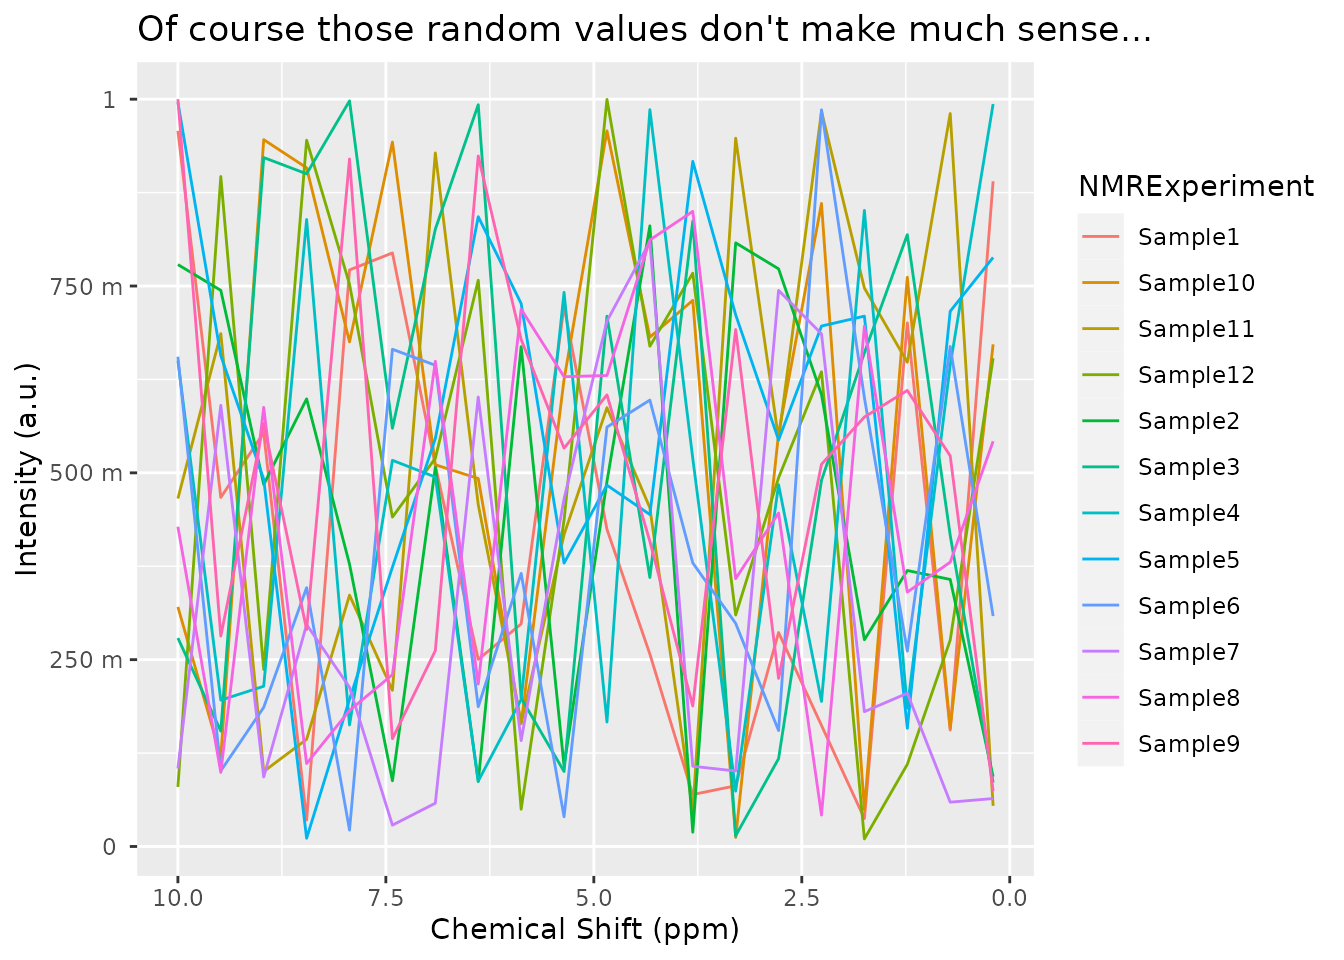 Of course those random values don't make much sense...
Intensity (a.u.)
1
750 m
500 m
250 m
0
10.0 7.5 5.0 2.5 0.0
Chemical Shift (ppm)
NMRExperiment
Sample1
Sample10
Sample11
Sample12
Sample2
Sample3
Sample4
Sample5
Sample6
Sample7
Sample8
Sample9